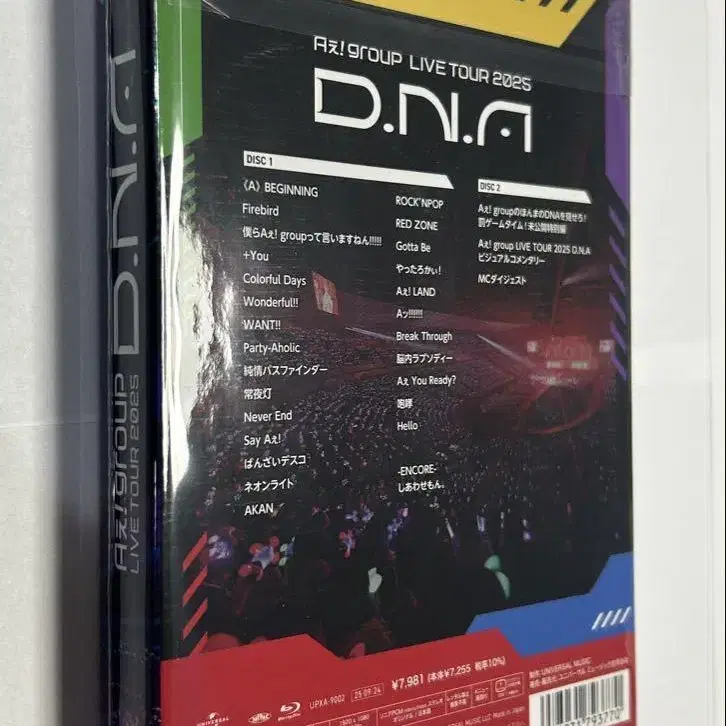 Aぇ! group LIVE TOUR 2025
D.N.A
DISC 1
《A》BEGINNING
Firebird
僕らAぇ! groupって言いますねん!!!!!
+You
Colorful Days
Wonderful!!
WANT!!
Party-Aholic
純情パスファインダー
常夜灯
Never End
Say Aぇ!
ばんざいデスコ
ネオンライト
AKAN
ROCK'NPOP
RED ZONE
Gotta Be
やったろかぃ!
Aぇ! LAND
Aッ!!!!!!
Break Through
脳内ラプソディー
Aぇ You Ready?
咆哮
Hello
-ENCORE-
しあわせもん。
DISC 2
Aぇ! groupのほんまのDNAを見せろ!
罰ゲームタイム!未公開特別編
Aぇ! group LIVE TOUR 2025 D.N.A
ビジュアルコメンタリー
MCダイジェスト
Aぇ! group
LIVE TOUR 2025
D.N.A
¥7,981 (本体¥7,255 税率10%)
UPXA-9002
25・09・24
UNIVERSAL
Blu-ray
制作:UNIVERSAL MUSIC